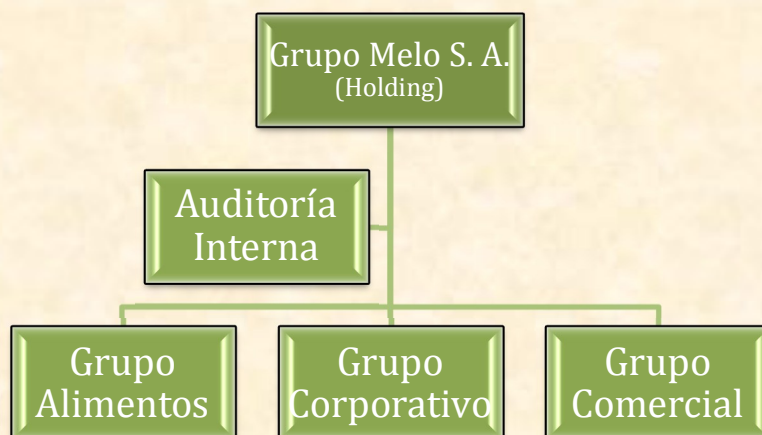 Grupo Melo S. A.
(Holding)
Auditoría
Interna
Grupo
Alimentos
Grupo
Corporativo
Grupo
Comercial